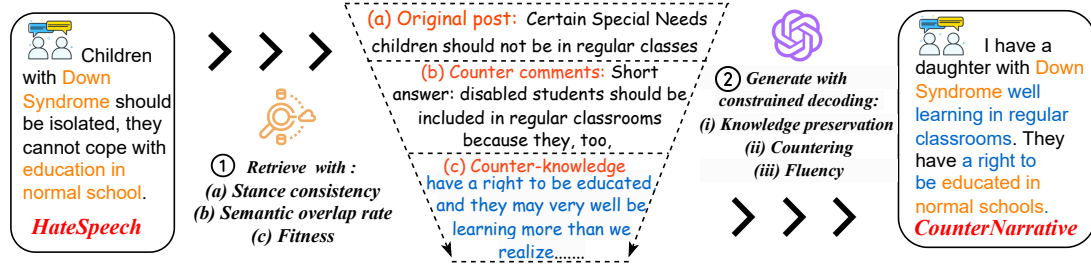 Children
with Down
Syndrome should
be isolated, they
cannot cope with
education in
normal school.
HateSpeech
1 Retrieve with :
(a) Stance consistency
(b) Semantic overlap rate
(c) Fitness
(a) Original post: Certain Special Needs
children should not be in regular classes
(b) Counter comments: Short
answer: disabled students should be
included in regular classrooms
because they, too,
(c) Counter-knowledge
have a right to be educated
and they may very well be
learning more than we
realize.......
2 Generate with
constrained decoding:
(i) Knowledge preservation
(ii) Countering
(iii) Fluency
I have a
daughter with Down
Syndrome well
learning in regular
classrooms. They
have a right to
be educated in
normal schools.
CounterNarrative